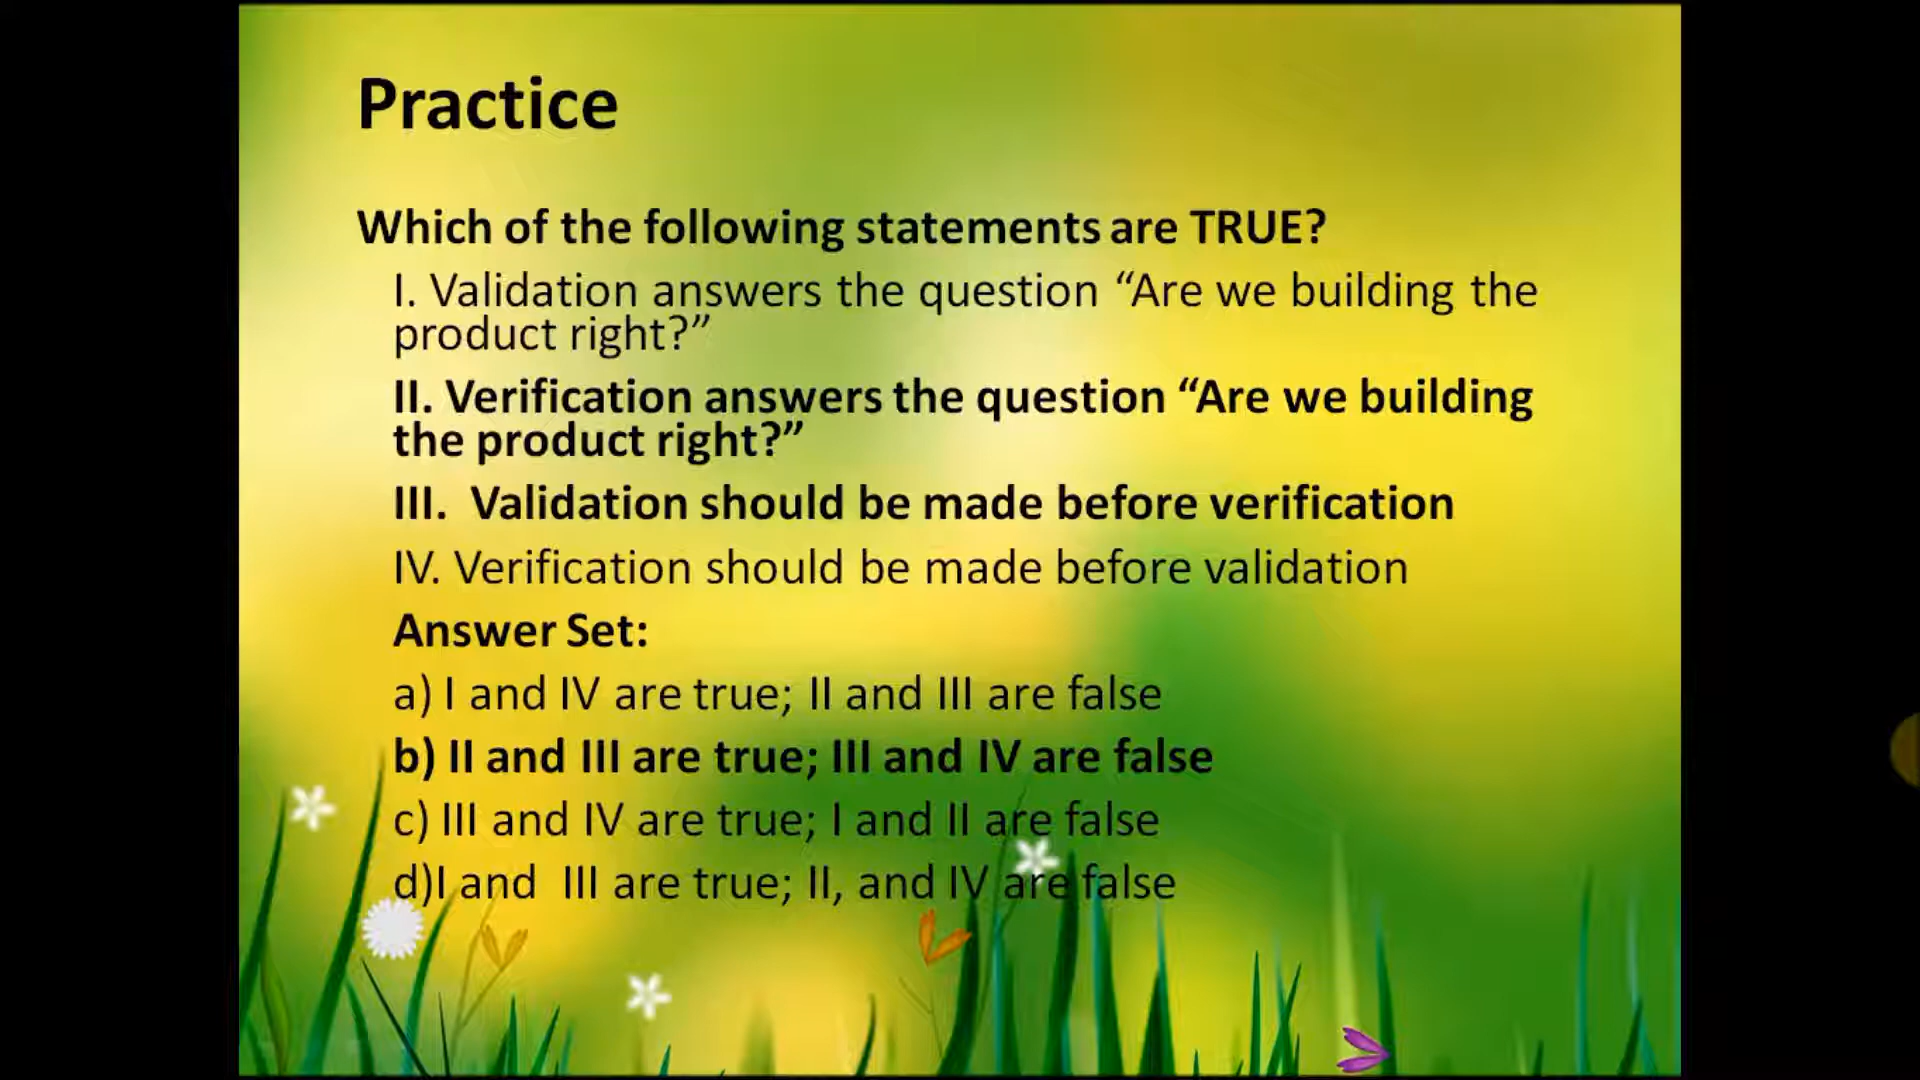 Practice
Which of the following statements are TRUE?
I. Validation answers the question “Are we building the
product right?”
II. Verification answers the question “Are we building
the product right?”
III. Validation should be made before verification
IV. Verification should be made before validation
Answer Set:
a) I and IV are true; II and III are false
b) II and III are true; III and IV are false
c) III and IV are true; I and II are false
d)I and III are true; II, and IV are false